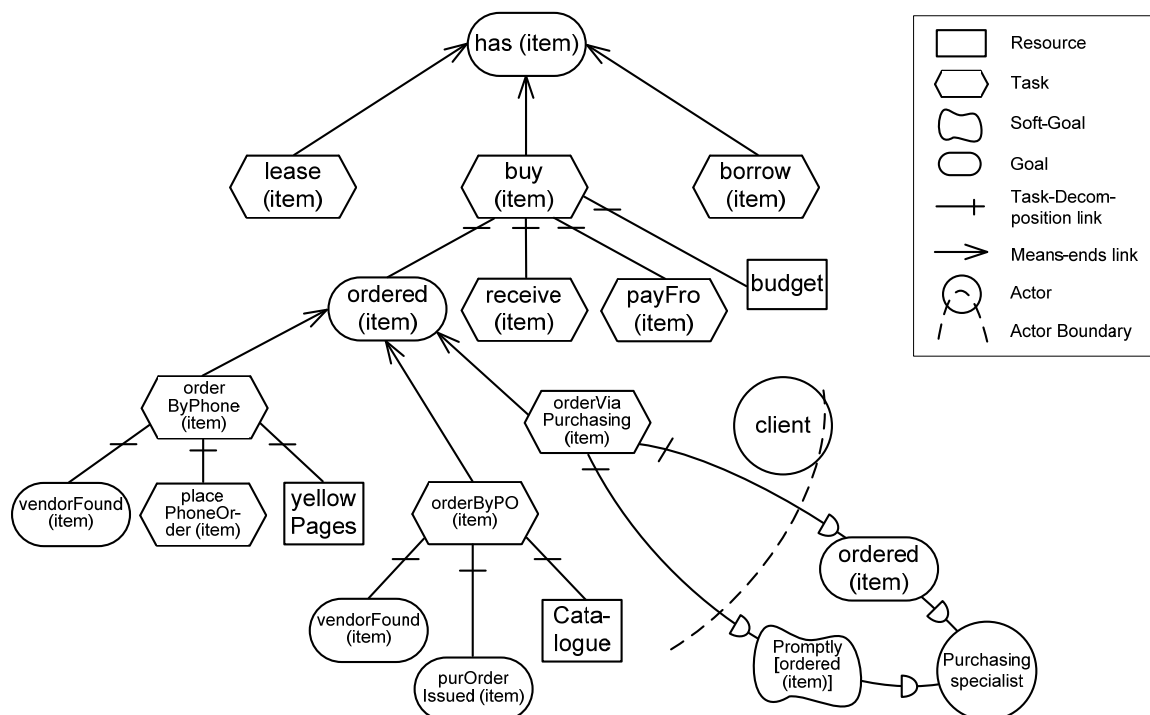 has (item)
lease
(item)
buy
(item)
borrow
(item)
ordered
(item)
receive
(item)
payFro
(item)
budget
order
ByPhone
(item)
orderVia
Purchasing
(item)
client
vendorFound
(item)
place
PhoneOr-
der (item)
yellow
Pages
orderByPO
(item)
ordered
(item)
vendorFound
(item)
purOrder
Issued (item)
Cata-
logue
Promptly
[ordered
(item)]
Purchasing
specialist
Resource
Task
Soft-Goal
Goal
Task-Decom-
position link
Means-ends link
Actor
Actor Boundary